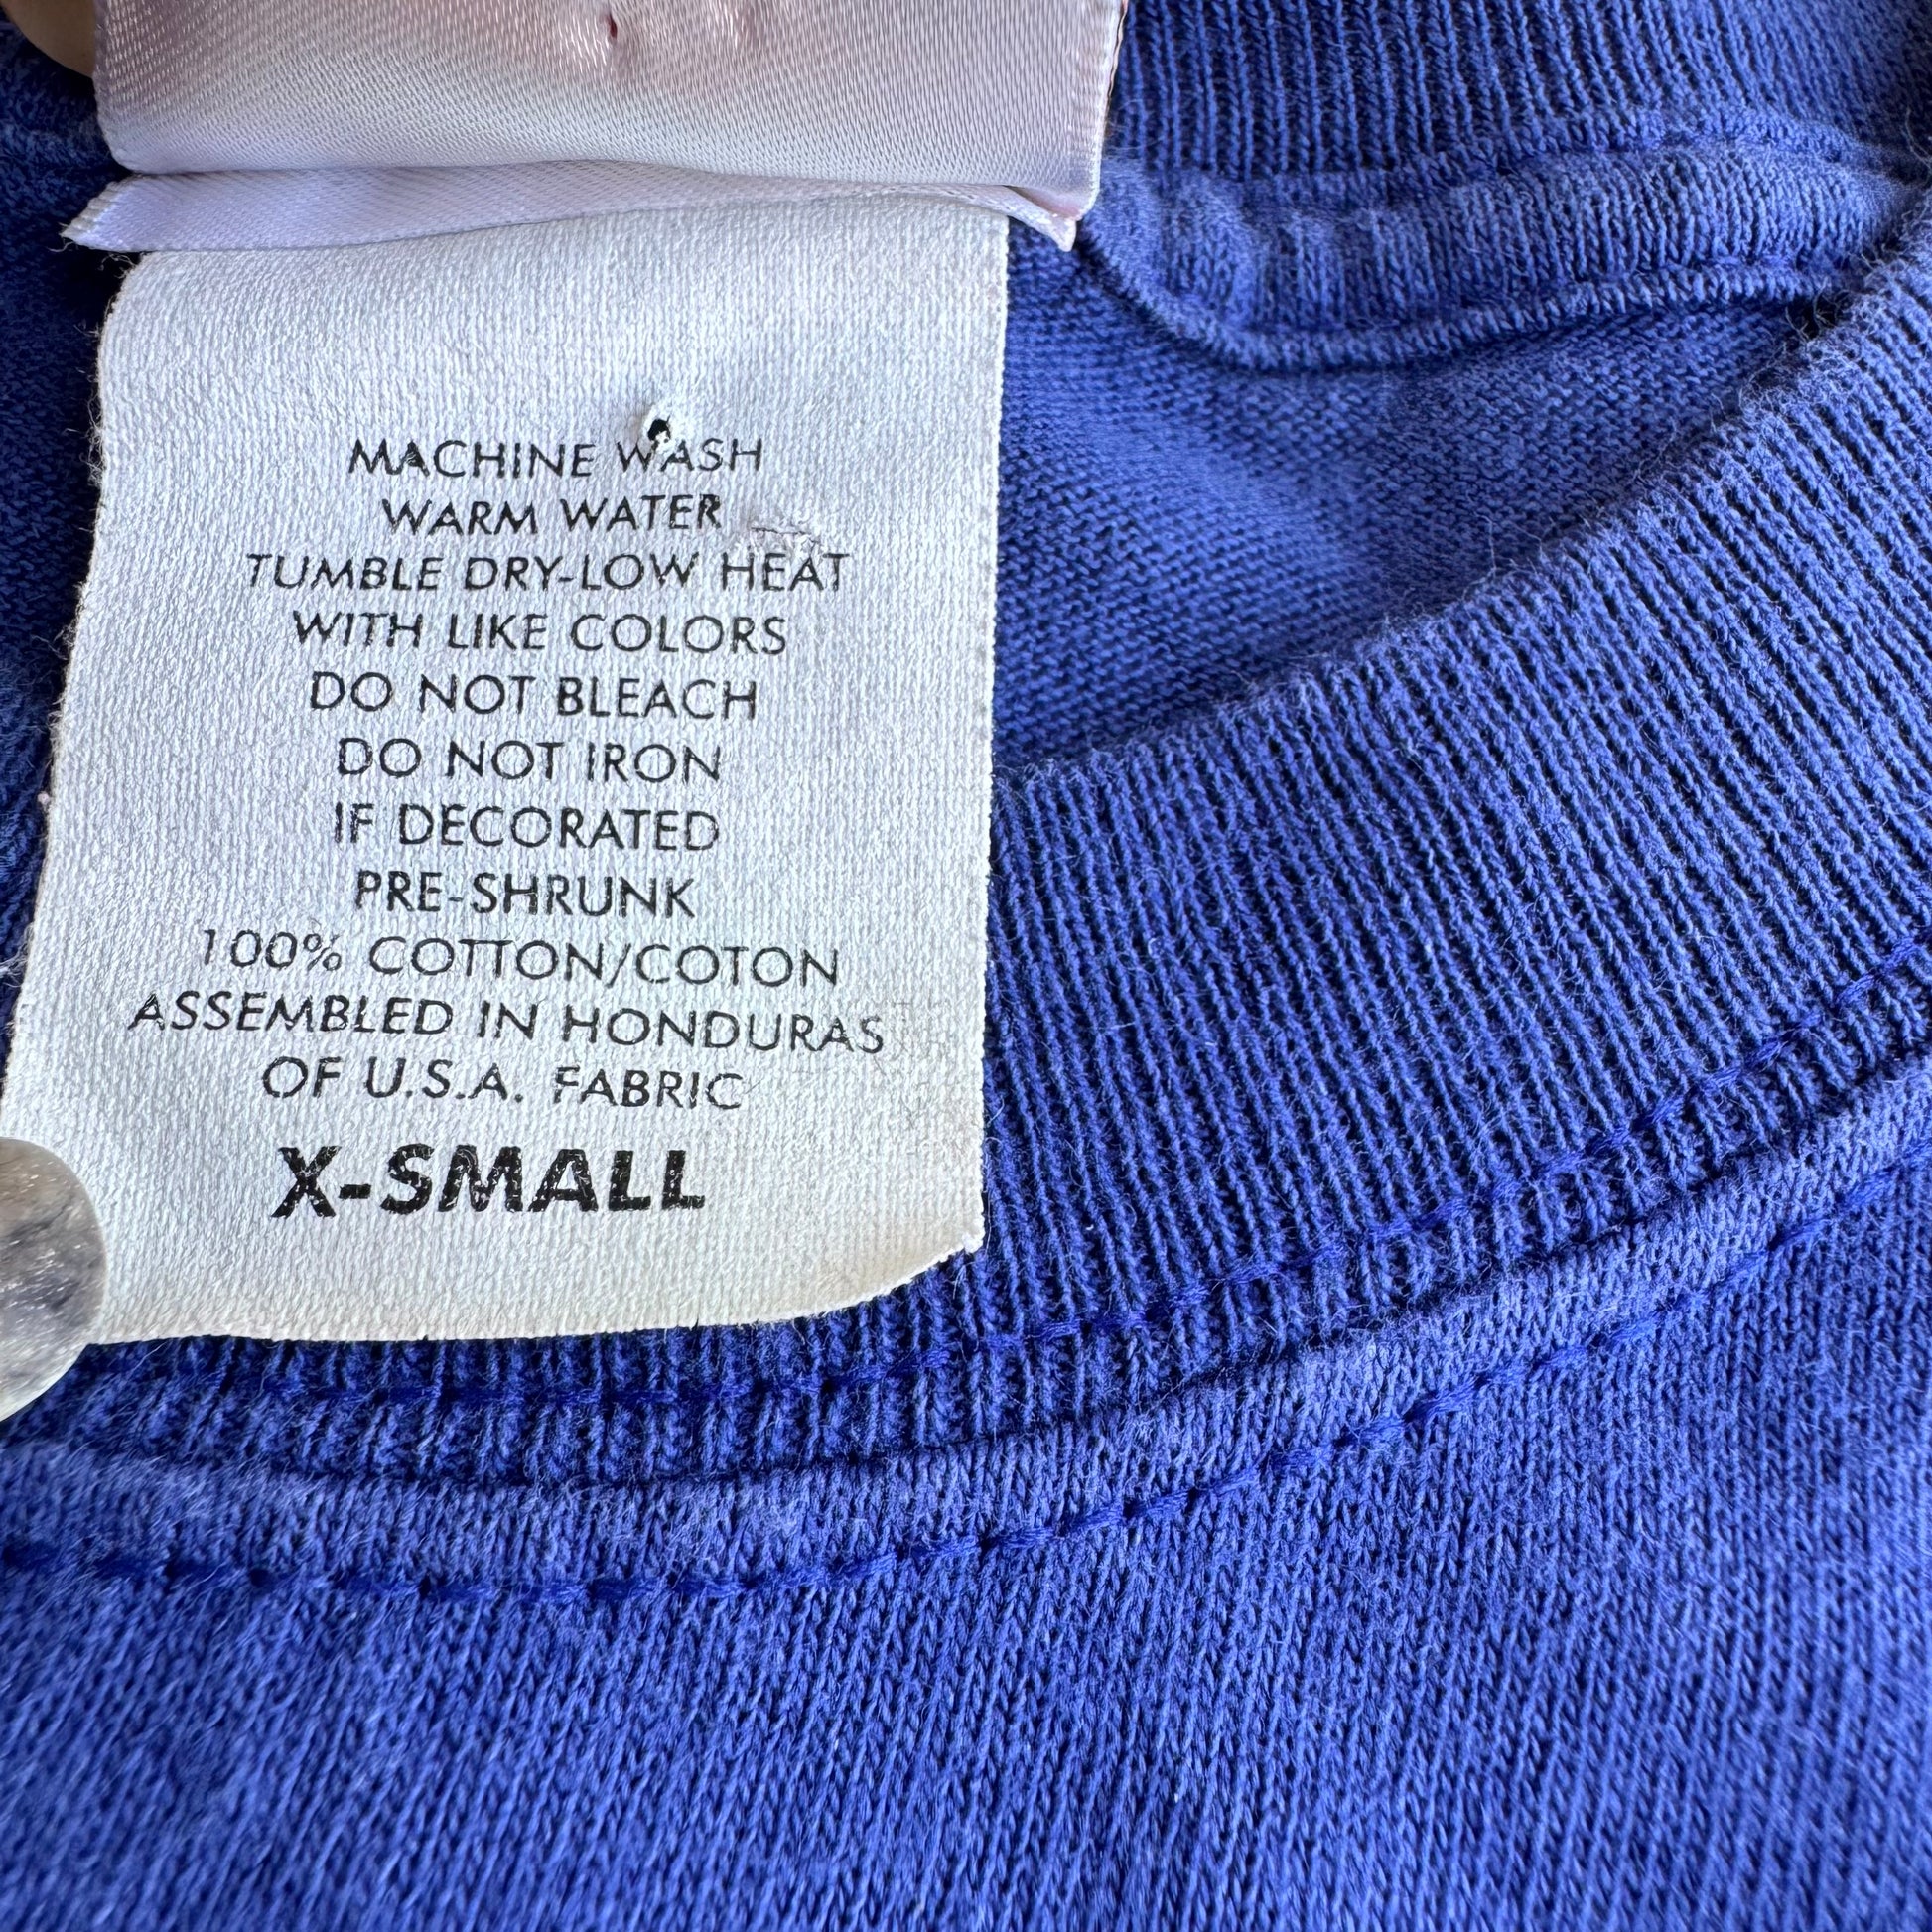 MACHINE WASH
WARM WATER
TUMBLE DRY-LOW HEAT
WITH LIKE COLORS
DO NOT BLEACH
DO NOT IRON
IF DECORATED
PRE-SHRUNK
100% COTTON/COTON
ASSEMBLED IN HONDURAS
OF U.S.A. FABRIC
X-SMALL